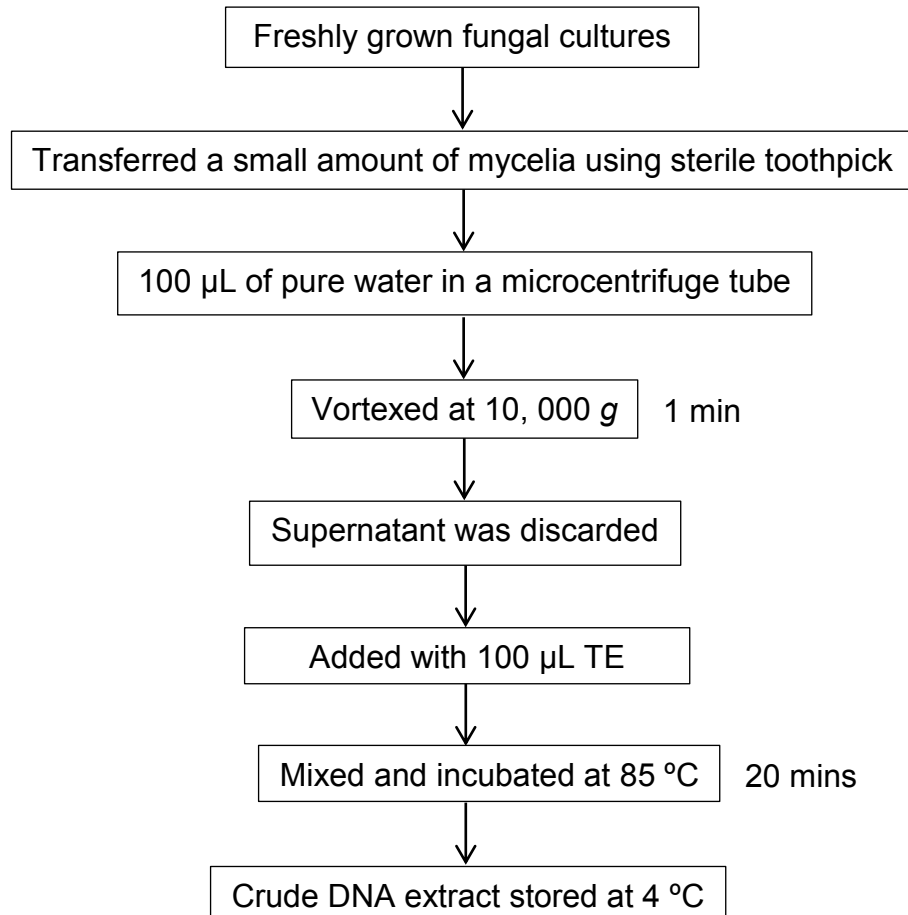 Freshly grown fungal cultures
Transferred a small amount of mycelia using sterile toothpick
100 µL of pure water in a microcentrifuge tube
Vortexed at 10, 000 g 1 min
Supernatant was discarded
Added with 100 µL TE
Mixed and incubated at 85 ºC 20 mins
Crude DNA extract stored at 4 ºC